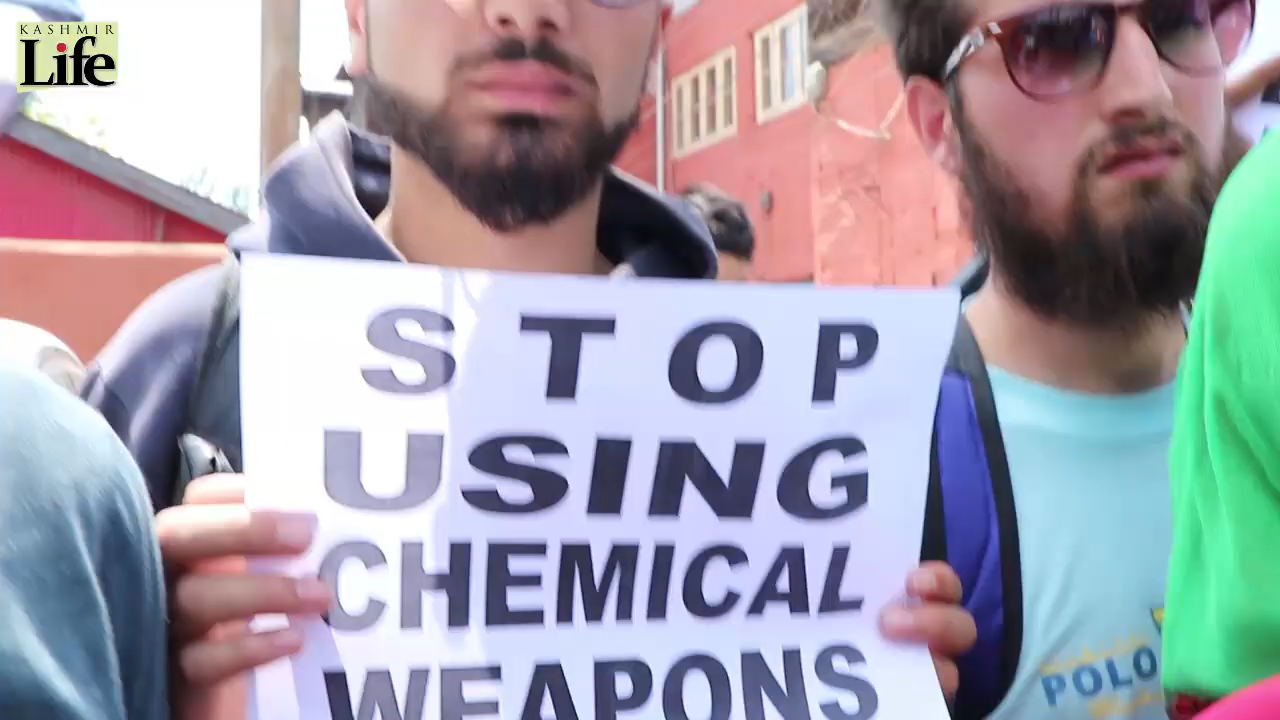 KASHMIR
Life
STOP
USING
CHEMICAL
WEAPONS
POLO